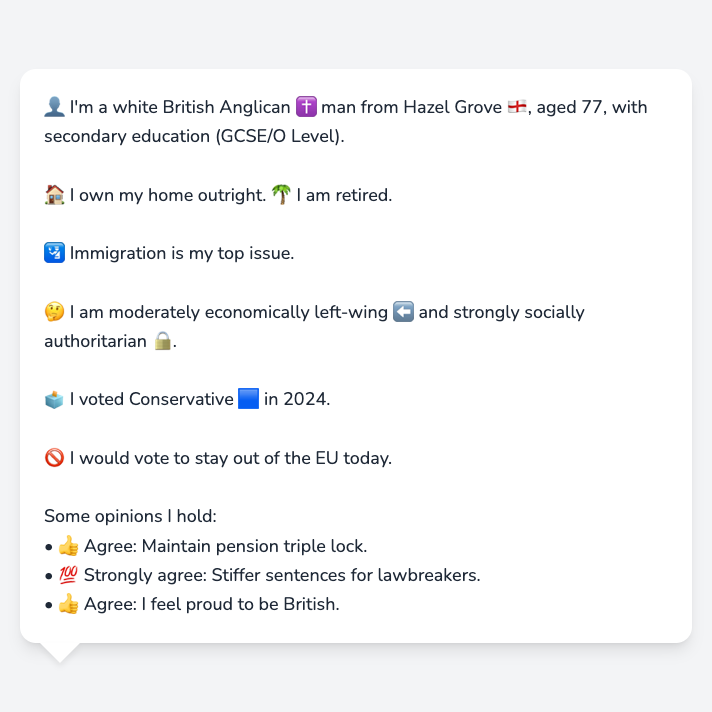 👤 I'm a white British Anglican ✝️ man from Hazel Grove 🏴󠁧󠁢󠁥󠁮󠁧󠁿, aged 77, with
secondary education (GCSE/O Level).
🏠 I own my home outright. 🌴 I am retired.
🛂 Immigration is my top issue.
🤔 I am moderately economically left-wing ⬅️ and strongly socially
authoritarian 🔒.
🗳️ I voted Conservative 🟦 in 2024.
🚫 I would vote to stay out of the EU today.
Some opinions I hold:
• 👍 Agree: Maintain pension triple lock.
• 💯 Strongly agree: Stiffer sentences for lawbreakers.
• 👍 Agree: I feel proud to be British.